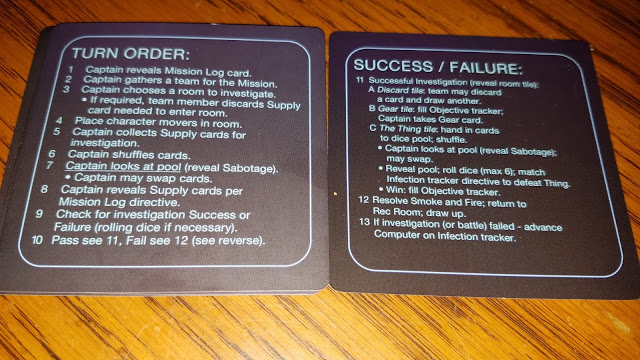 TURN ORDER:
1 Captain reveals Mission Log card.
2 Captain gathers a team for the Mission.
3 Captain chooses a room to investigate.
• If required, team member discards Supply
card needed to enter room.
4 Place character movers in room.
5 Captain collects Supply cards for
investigation.
6 Captain shuffles cards.
7 Captain looks at pool (reveal Sabotage).
• Captain may swap cards.
8 Captain reveals Supply cards per
Mission Log directive.
9 Check for investigation Success or
Failure (rolling dice if necessary).
10 Pass see 11, Fail see 12 (see reverse).
SUCCESS / FAILURE:
11 Successful Investigation (reveal room tile):
A Discard tile: team may discard
a card and draw another.
B Gear tile: fill Objective tracker;
Captain takes Gear card.
C The Thing tile: hand in cards
to dice pool; shuffle.
• Captain looks at pool (reveal Sabotage);
may swap.
• Reveal pool; roll dice (max 6); match
Infection tracker directive to defeat Thing.
• Win: fill Objective tracker.
12 Resolve Smoke and Fire; return to
Rec Room; draw up.
13 If investigation (or battle) failed - advance
Computer on Infection tracker.